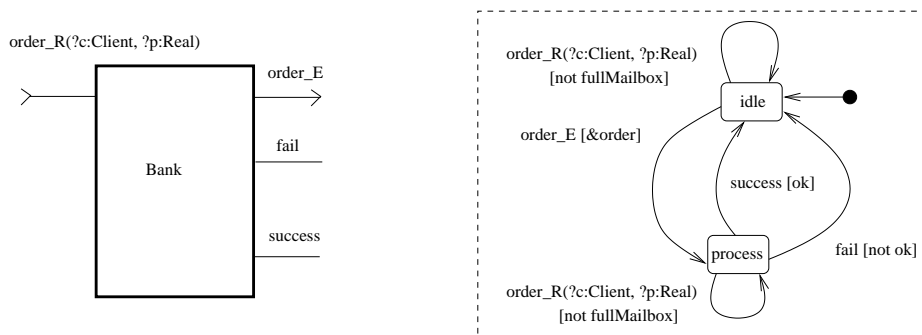 order_R(?c:Client, ?p:Real)
order_E
fail
Bank
success
order_R(?c:Client, ?p:Real)
[not fullMailbox]
idle
order_E [&order]
success [ok]
process
fail [not ok]
order_R(?c:Client, ?p:Real)
[not fullMailbox]